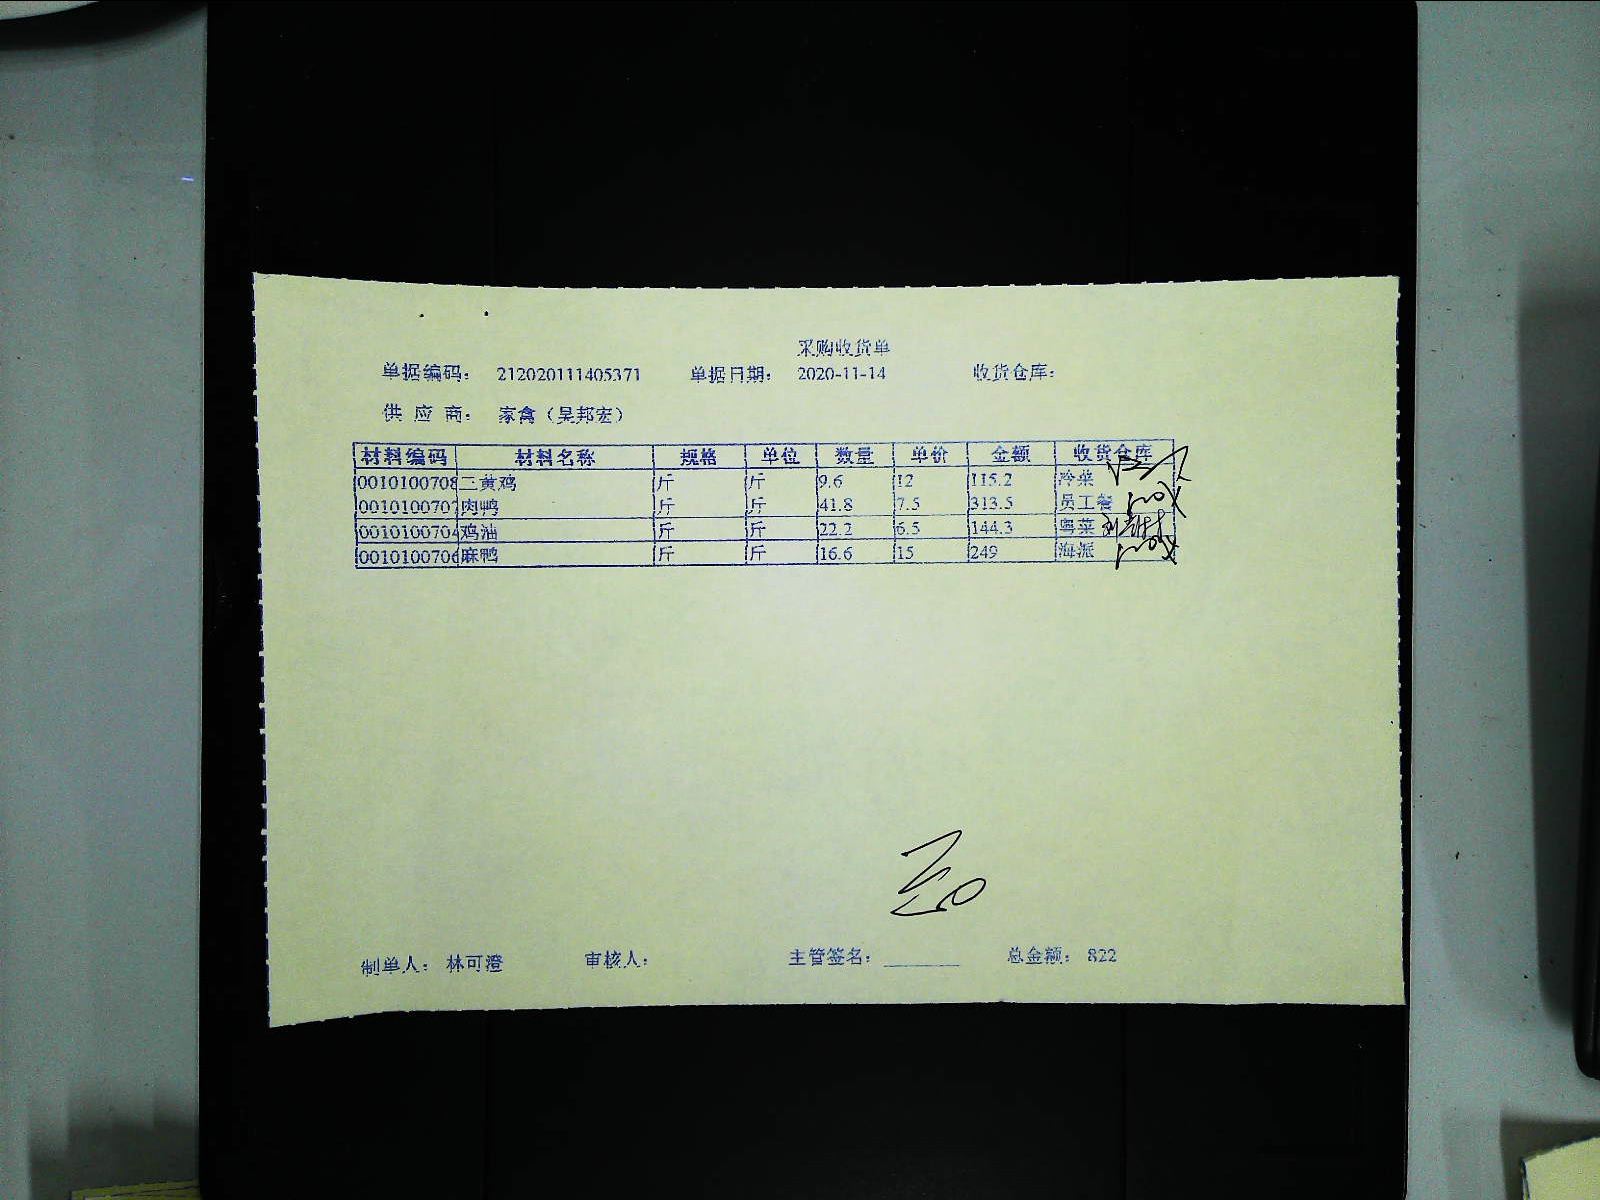 采购收货单
单据编码： 212020111405371 单据日期： 2020-11-14 收货仓库：
供 应 商： 家禽（吴邦宏）
材料编码 材料名称 规格 单位 数量 单价 金额 收货仓库
0010100708 二黄鸡 斤 斤 9.6 12 115.2 冷菜
0010100707 肉鸭 斤 斤 41.8 7.5 313.5 员工餐
0010100704 鸡油 斤 斤 22.2 6.5 144.3 粤菜
0010100706 麻鸭 斤 斤 16.6 15 249 海派
制单人： 林可澄 审核人： 主管签名： 总金额： 822